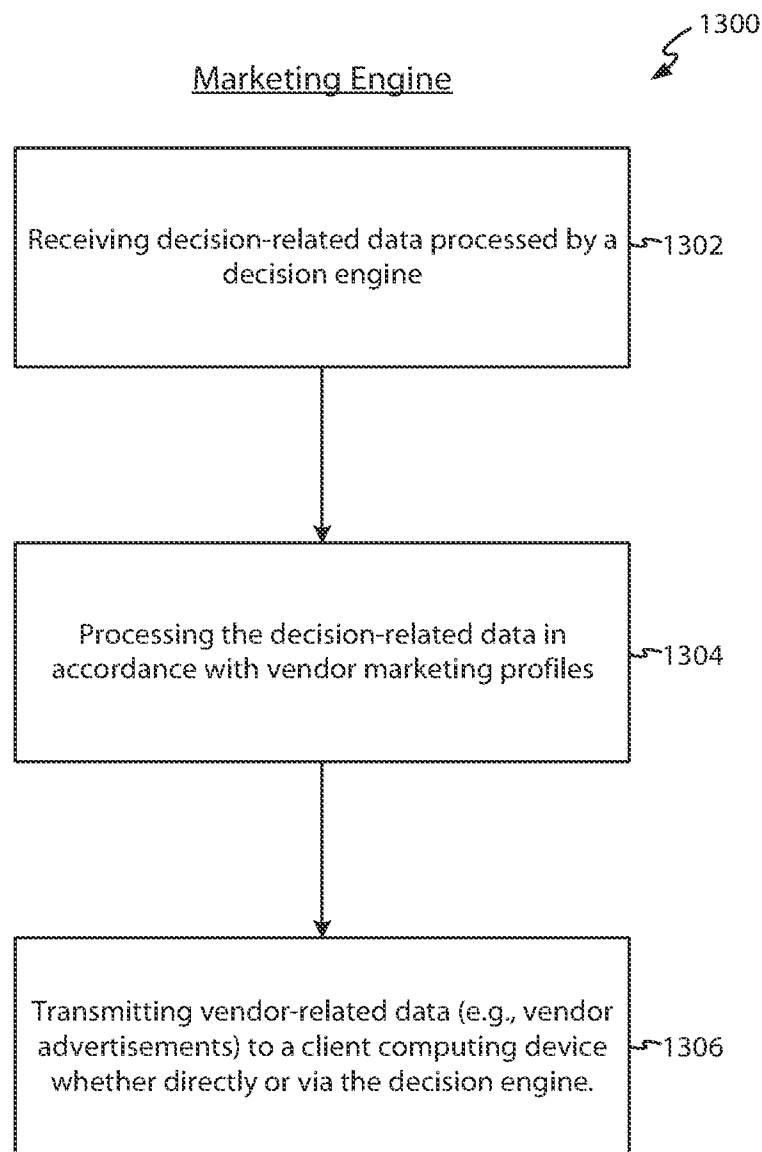 1300
Marketing Engine
Receiving decision-related data processed by a
decision engine
1302
Processing the decision-related data in
accordance with vendor marketing profiles
1304
Transmitting vendor-related data (e.g., vendor
advertisements) to a client computing device
whether directly or via the decision engine.
1306